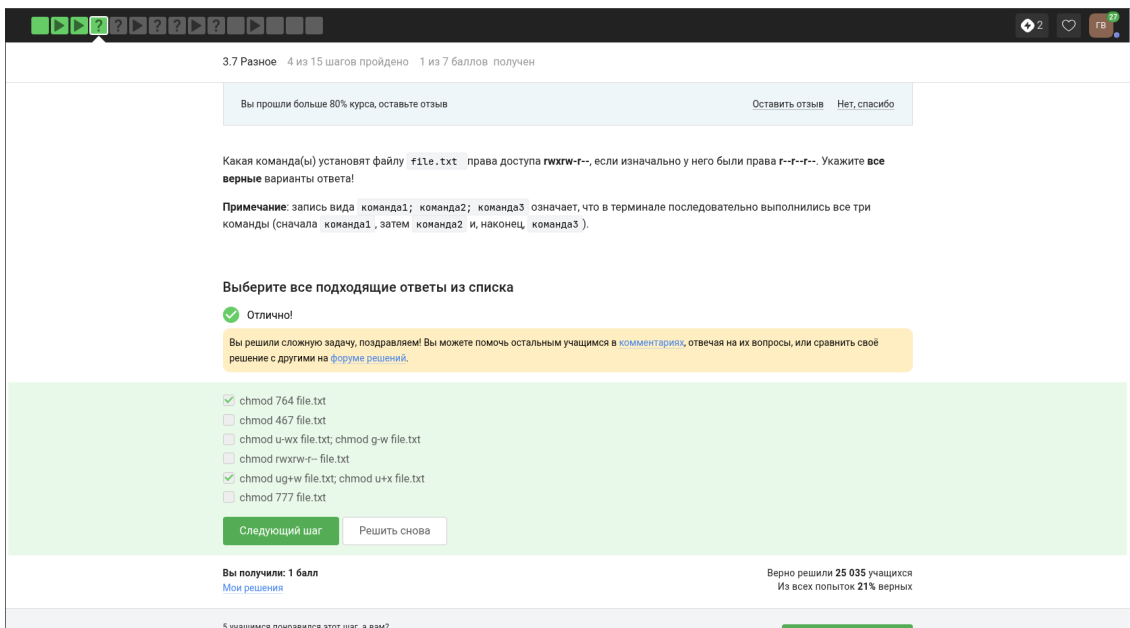 ? ? ? ? ? 2 ГВ 27
3.7 Разное 4 из 15 шагов пройдено 1 из 7 баллов получен
Вы прошли больше 80% курса, оставьте отзыв Оставить отзыв Нет, спасибо
Какая команда(ы) установят файлу file.txt права доступа rwxrw-r--, если изначально у него были права r--r--r--. Укажите все
верные варианты ответа!
Примечание: запись вида команда1; команда2; команда3 означает, что в терминале последовательно выполнились все три
команды (сначала команда1, затем команда2 и, наконец, команда3).
Выберите все подходящие ответы из списка
Отлично!
Вы решили сложную задачу, поздравляем! Вы можете помочь остальным учащимся в комментариях, отвечая на их вопросы, или сравнить своё
решение с другими на форуме решений.
chmod 764 file.txt
chmod 467 file.txt
chmod u-wx file.txt; chmod g-w file.txt
chmod rwxrw-r-- file.txt
chmod ug+w file.txt; chmod u+x file.txt
chmod 777 file.txt
Следующий шаг Решить снова
Вы получили: 1 балл Верно решили 25 035 учащихся
Мои решения Из всех попыток 21% верных
5 учащимся понравился этот шаг, а вам?